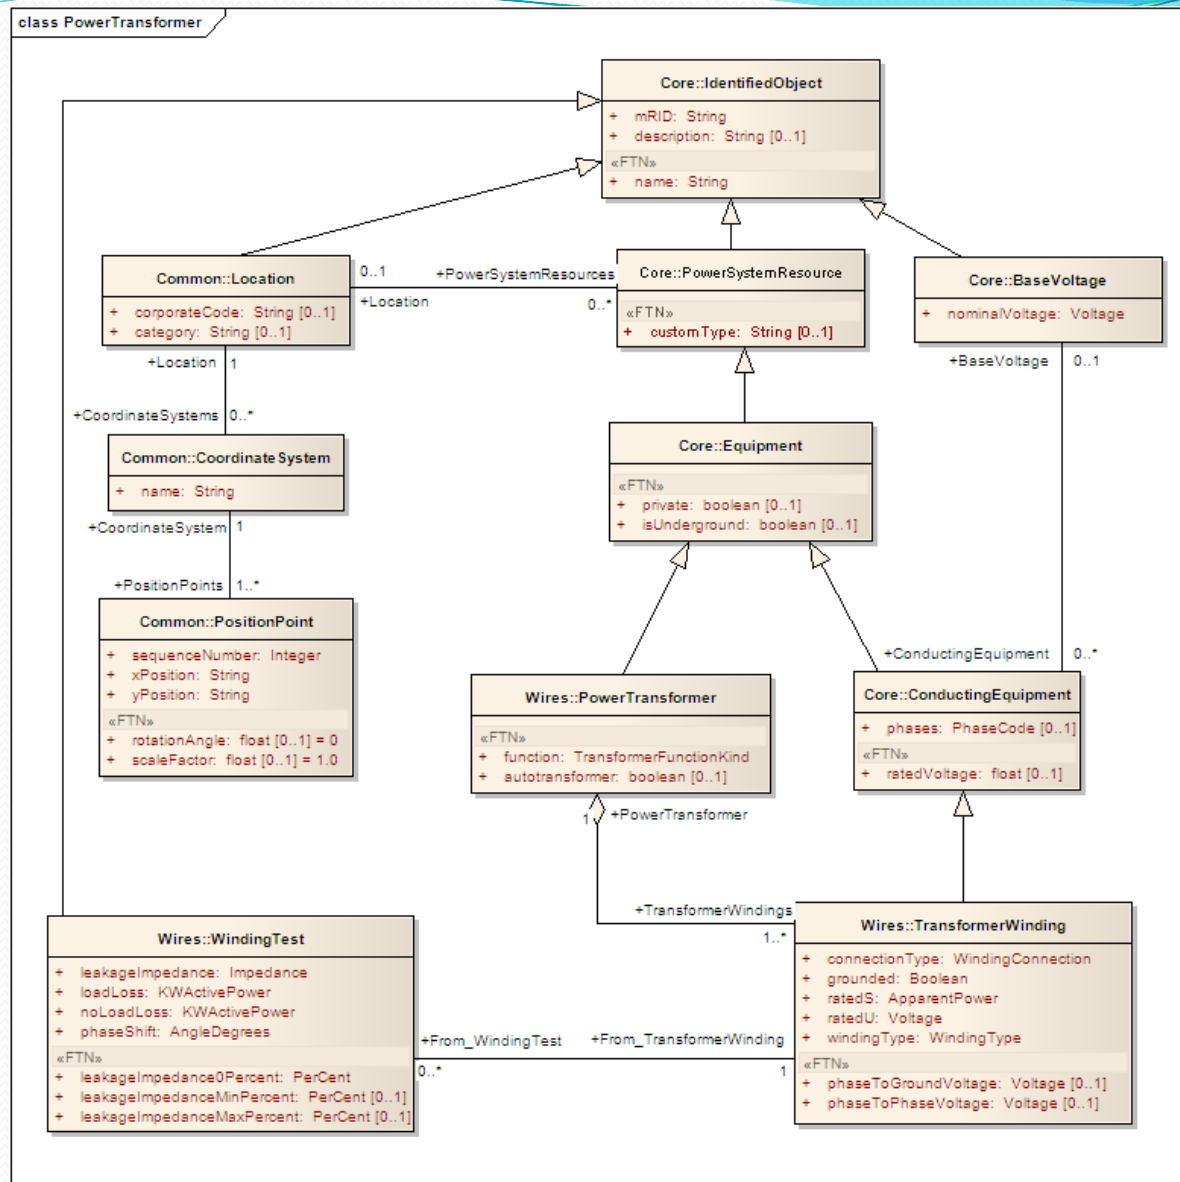 class PowerTransformer
Core::IdentifiedObject
+ mRID: String
+ description: String [0..1]
«FTN»
+ name: String
Common::Location
+ corporateCode: String [0..1]
+ category: String [0..1]
0..1
+Location
+PowerSystemResources
0..*
Core::PowerSystemResource
«FTN»
+ customType: String [0..1]
Core::BaseVoltage
+ nominalVoltage: Voltage
+Location 1
+CoordinateSystems 0..*
+BaseVoltage 0..1
Common::CoordinateSystem
+ name: String
Core::Equipment
«FTN»
+ private: boolean [0..1]
+ isUnderground: boolean [0..1]
+CoordinateSystem 1
+PositionPoints 1..*
Common::PositionPoint
+ sequenceNumber: Integer
+ xPosition: String
+ yPosition: String
«FTN»
+ rotationAngle: float [0..1] = 0
+ scaleFactor: float [0..1] = 1.0
+ConductingEquipment 0..*
Wires::PowerTransformer
«FTN»
+ function: TransformerFunctionKind
+ autotransformer: boolean [0..1]
Core::ConductingEquipment
+ phases: PhaseCode [0..1]
«FTN»
+ ratedVoltage: float [0..1]
1 +PowerTransformer
+TransformerWindings
1..*
Wires::WindingTest
+ leakageImpedance: Impedance
+ loadLoss: KWActivePower
+ noLoadLoss: KWActivePower
+ phaseShift: AngleDegrees
«FTN»
+ leakageImpedance0Percent: PerCent
+ leakageImpedanceMinPercent: PerCent [0..1]
+ leakageImpedanceMaxPercent: PerCent [0..1]
+From_WindingTest
0..*
+From_TransformerWinding
1
Wires::TransformerWinding
+ connectionType: WindingConnection
+ grounded: Boolean
+ ratedS: ApparentPower
+ ratedU: Voltage
+ windingType: WindingType
«FTN»
+ phaseToGroundVoltage: Voltage [0..1]
+ phaseToPhaseVoltage: Voltage [0..1]